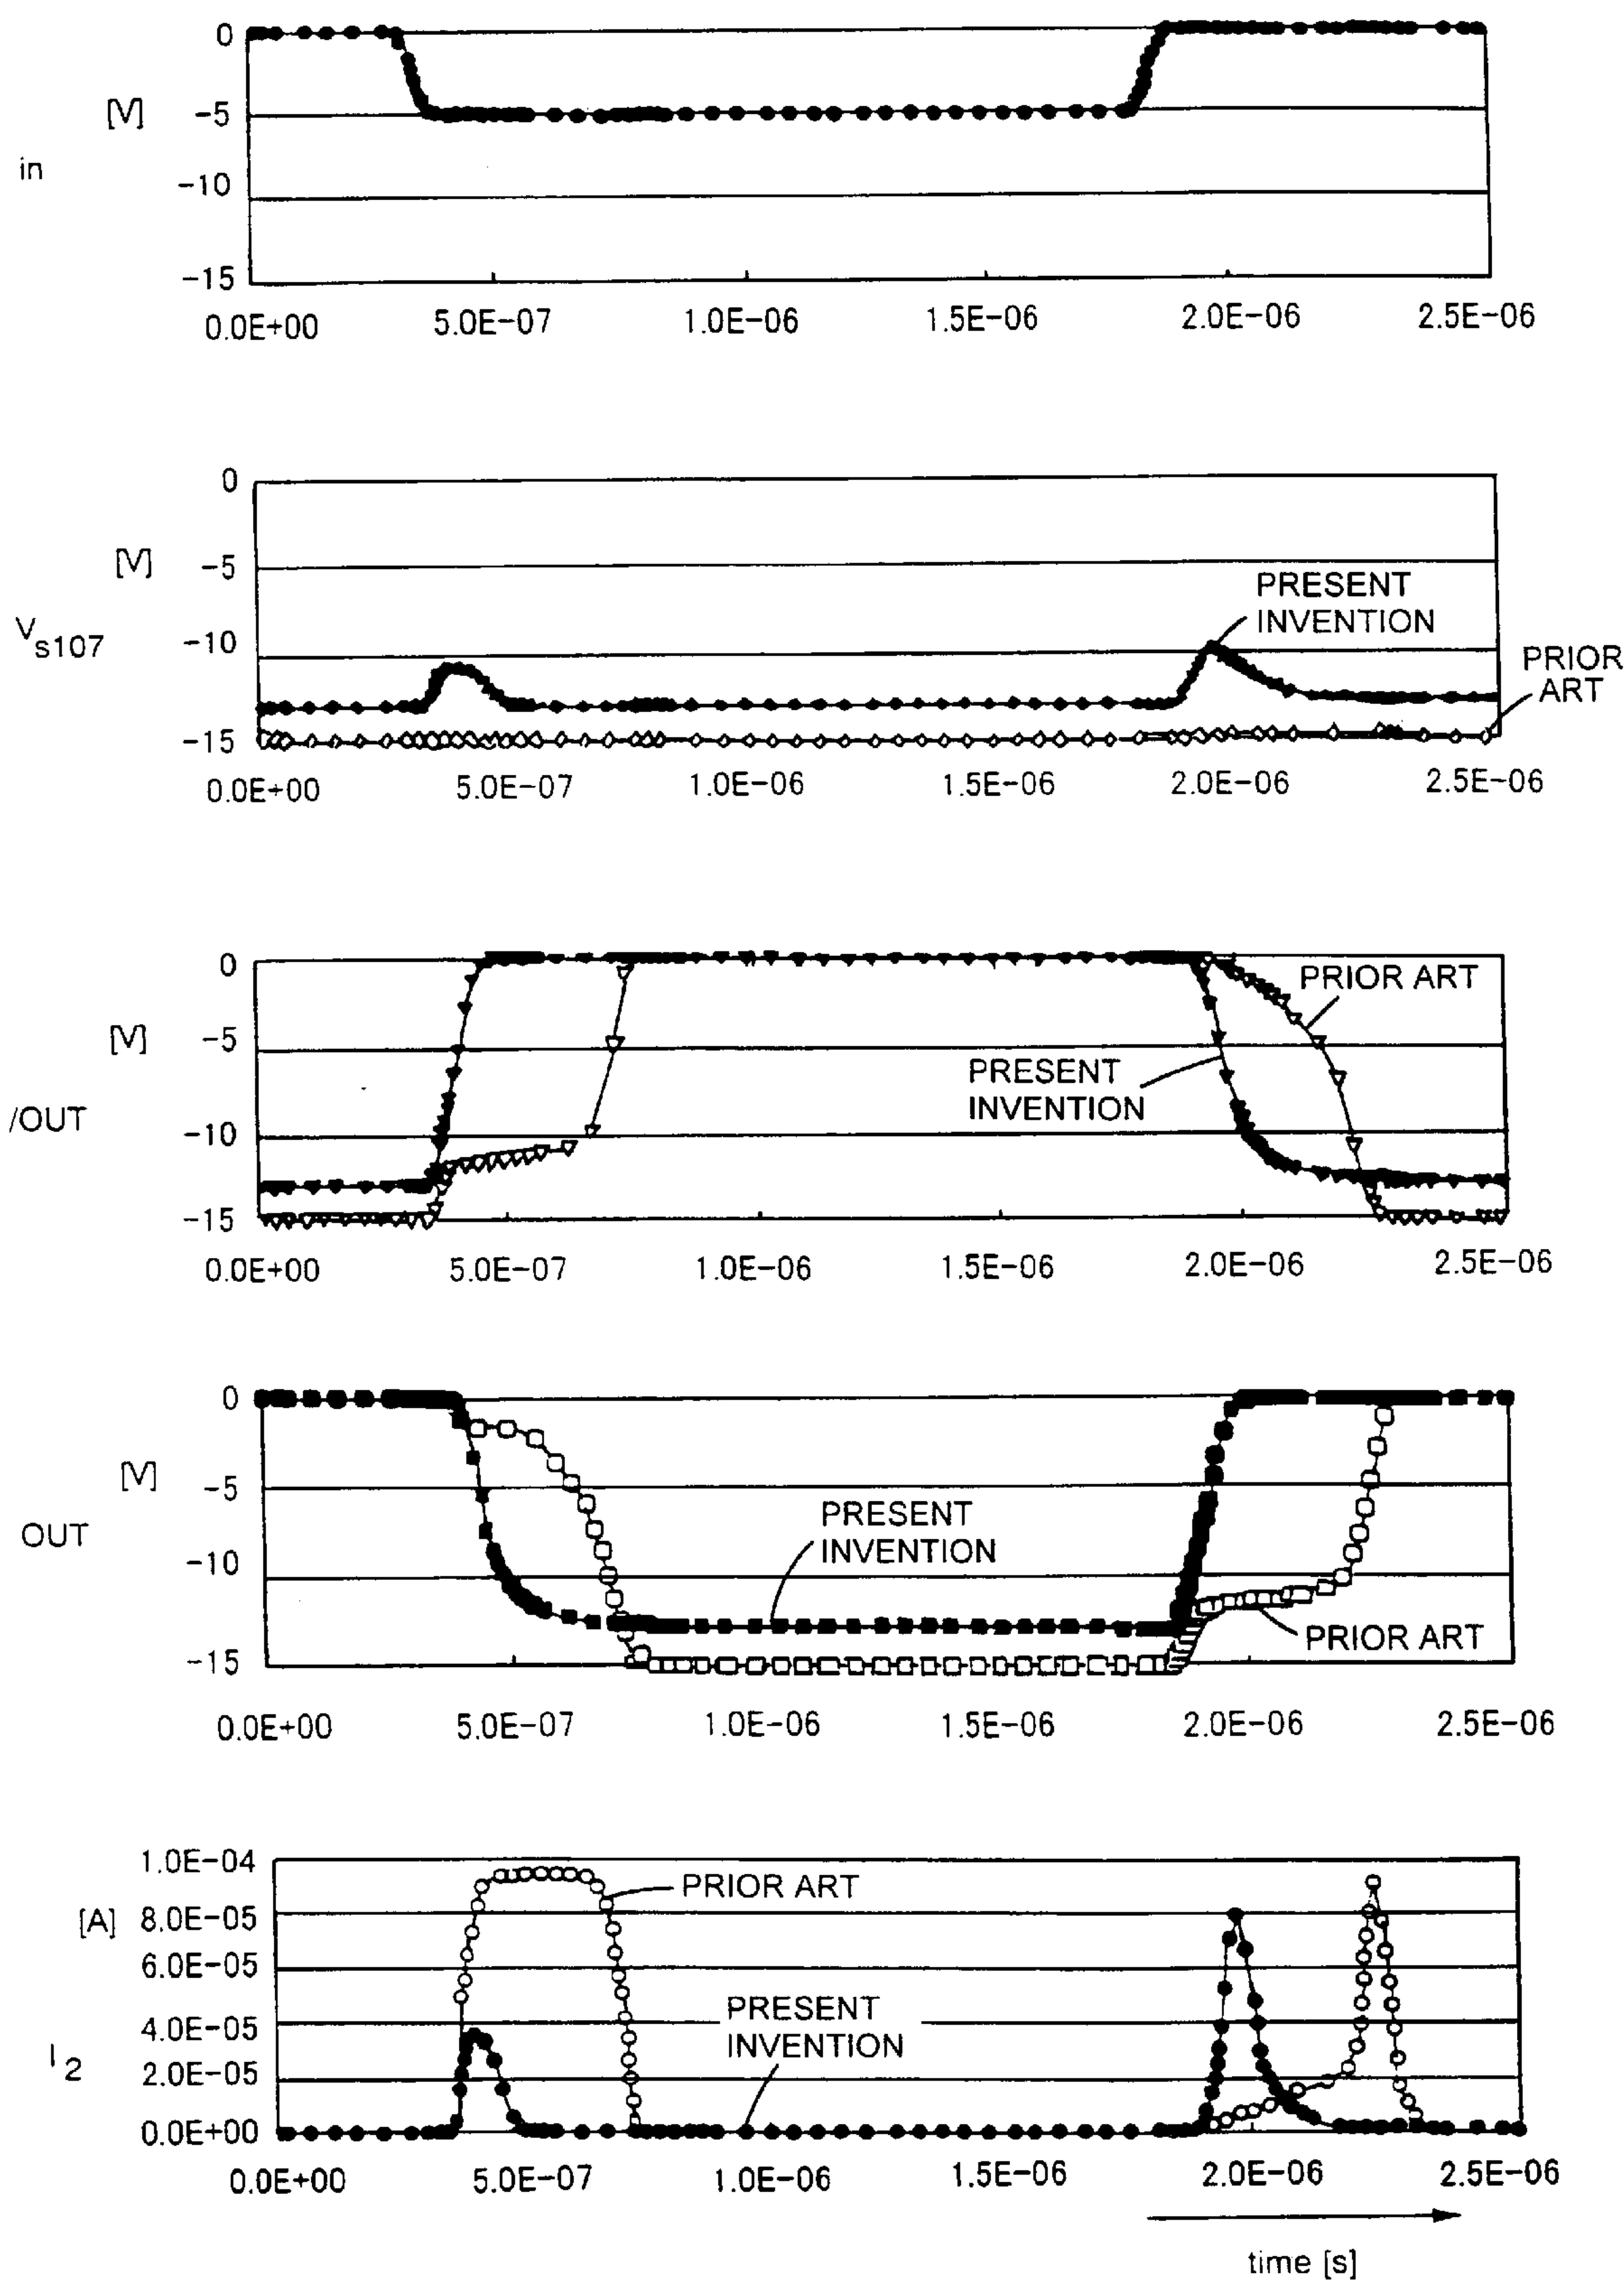 0
[V]
-5
in
-10
-15
0.0E+00 5.0E-07 1.0E-06 1.5E-06 2.0E-06 2.5E-06
0
[V]
-5
PRESENT
INVENTION
Vs107
-10
PRIOR
ART
-15
0.0E+00 5.0E-07 1.0E-06 1.5E-06 2.0E-06 2.5E-06
0
PRIOR ART
[V]
-5
PRESENT
INVENTION
/OUT
-10
-15
0.0E+00 5.0E-07 1.0E-06 1.5E-06 2.0E-06 2.5E-06
0
[V]
-5
PRESENT
INVENTION
OUT
-10
PRIOR ART
-15
0.0E+00 5.0E-07 1.0E-06 1.5E-06 2.0E-06 2.5E-06
1.0E-04
PRIOR ART
[A] 8.0E-05
6.0E-05
PRESENT
INVENTION
4.0E-05
I2
2.0E-05
0.0E+00
0.0E+00 5.0E-07 1.0E-06 1.5E-06 2.0E-06 2.5E-06
time [s]